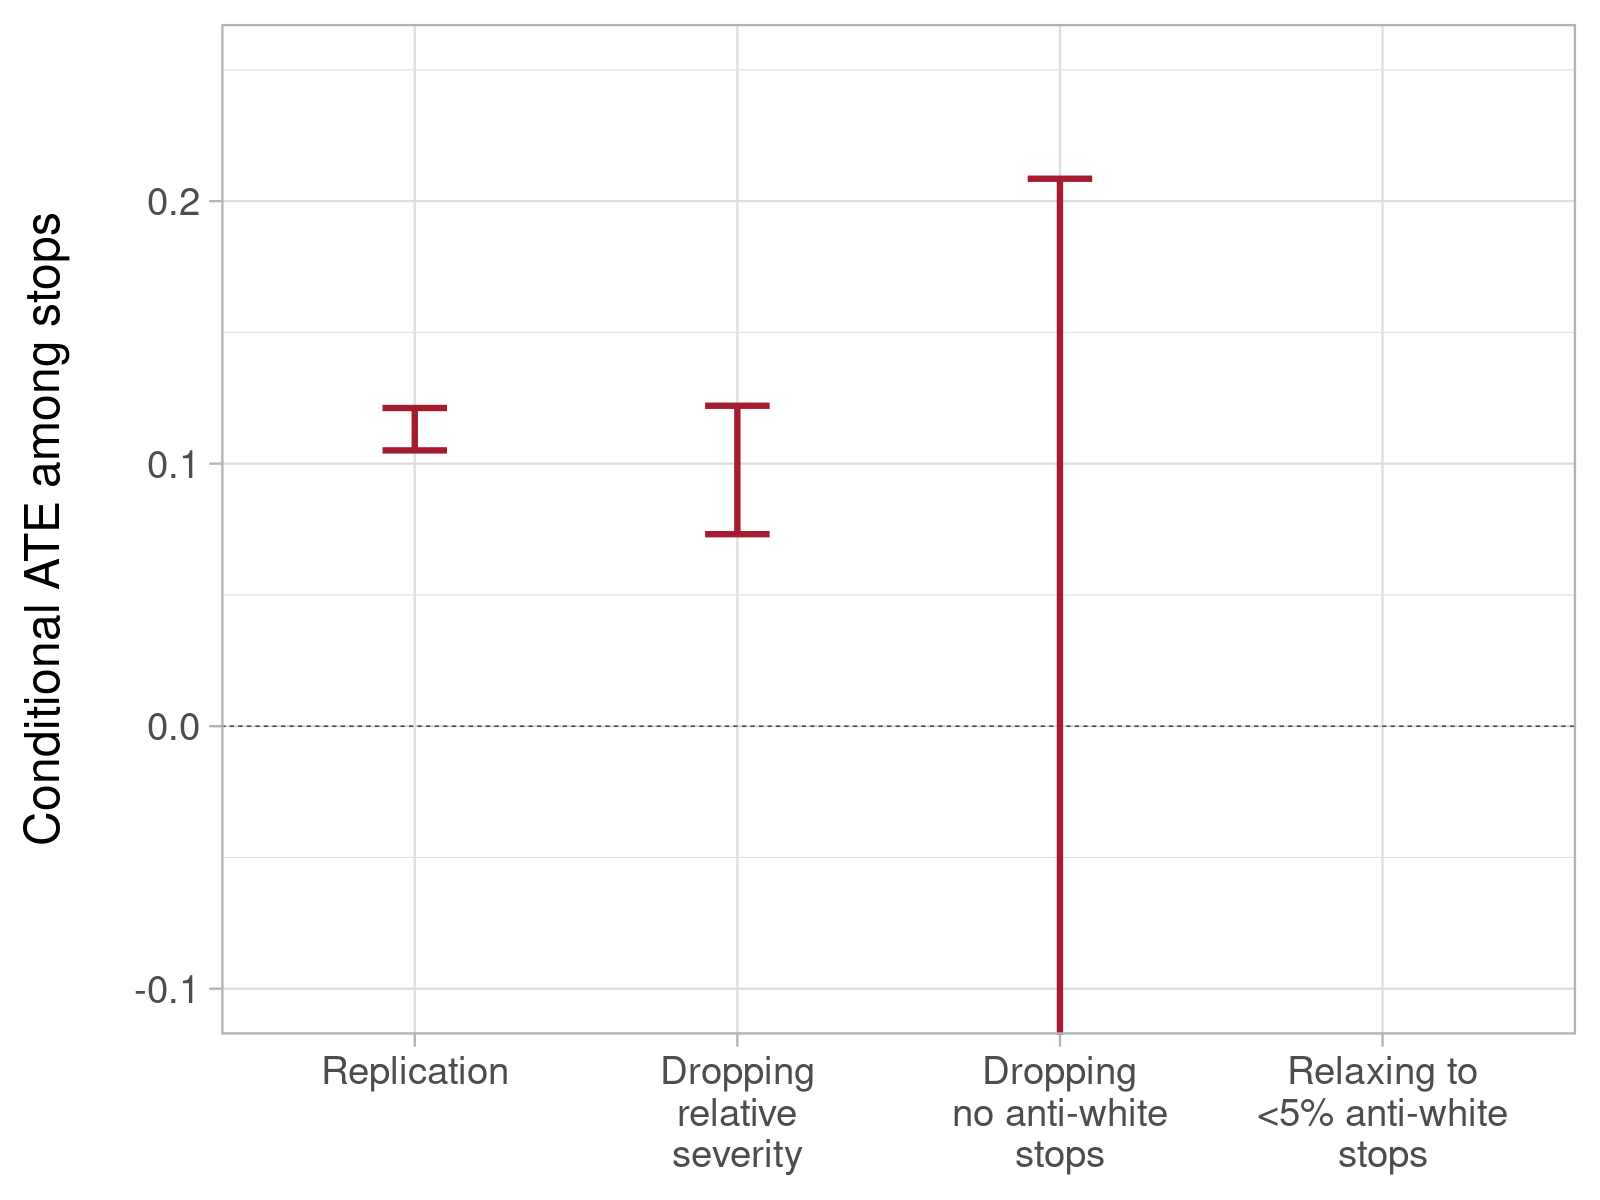 Conditional ATE among stops
0.2
0.1
0.0
-0.1
Replication
Dropping
relative
severity
Dropping
no anti-white
stops
Relaxing to
<5% anti-white
stops